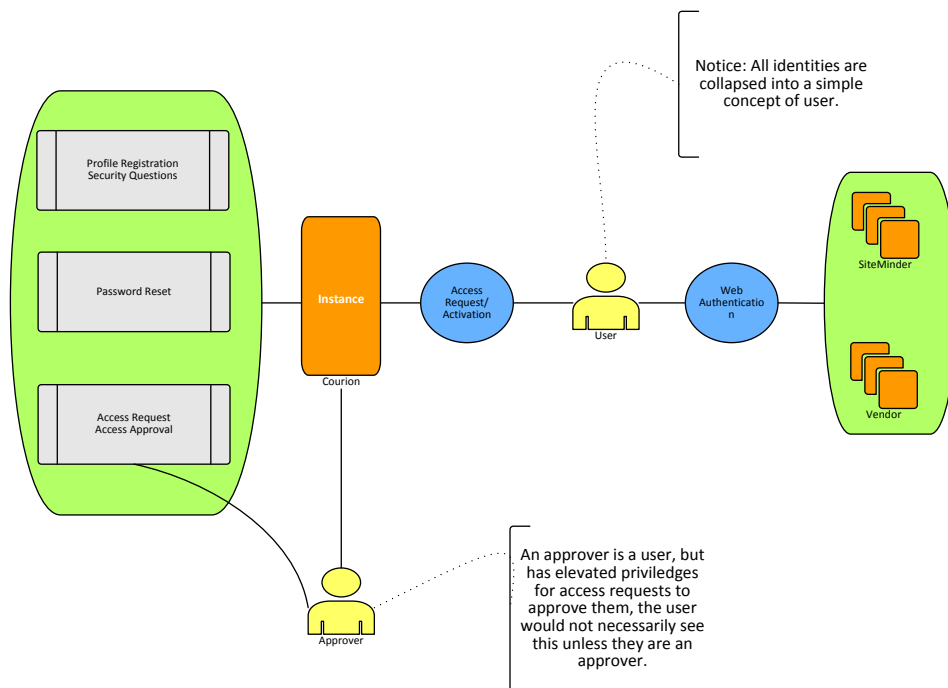 Notice: All identities are
collapsed into a simple
concept of user.
Profile Registration
Security Questions
Password Reset
Access Request
Access Approval
Instance
Courion
Access
Request/
Activation
User
Web
Authenticatio
n
SiteMinder
Vendor
Approver
An approver is a user, but
has elevated priviledges
for access requests to
approve them, the user
would not necessarily see
this unless they are an
approver.